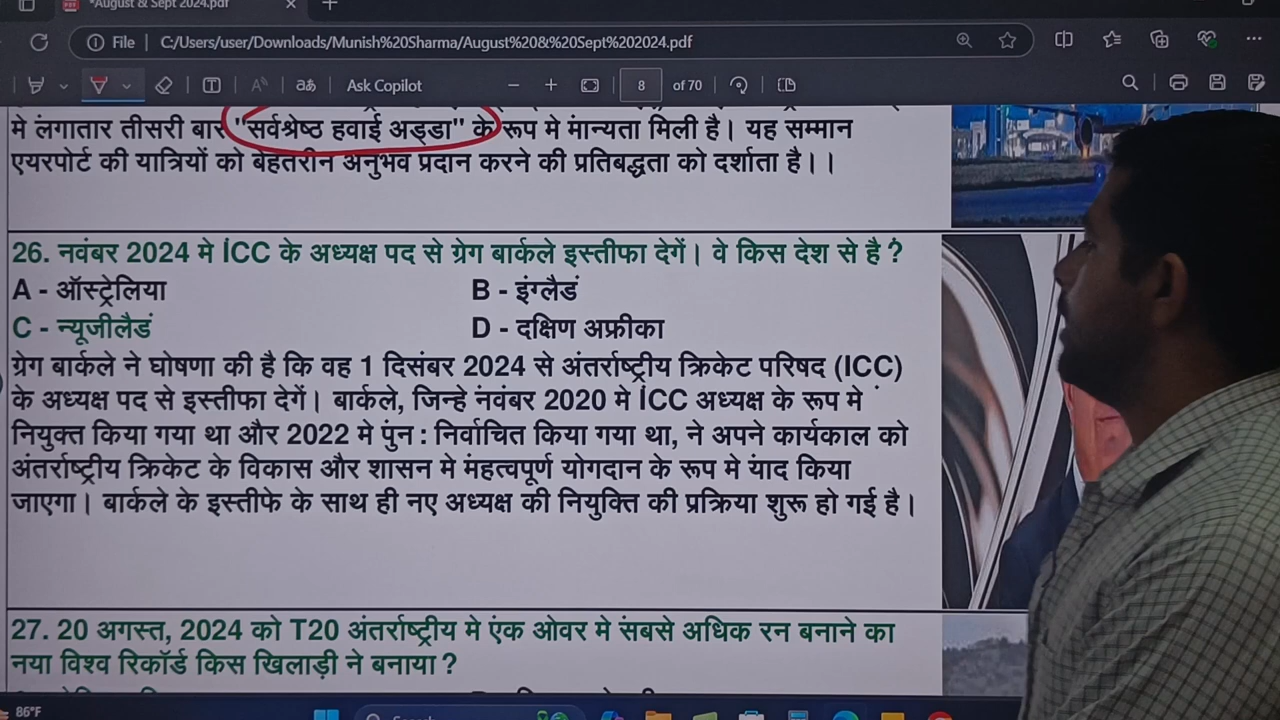 *August & Sept 2024.pdf
File
C:/Users/user/Downloads/Munish%20Sharma/August%20&%20Sept%202024.pdf
Ask Copilot
8 of 70
मे लगातार तीसरी बार "सर्वश्रेष्ठ हवाई अड्डा" के रूप मे मान्यता मिली है। यह सम्मान
एयरपोर्ट की यात्रियों को बेहतरीन अनुभव प्रदान करने की प्रतिबद्धता को दर्शाता है।।
26. नवंबर 2024 मे ICC के अध्यक्ष पद से ग्रेग बार्कले इस्तीफा देगें। वे किस देश से है?
A - ऑस्ट्रेलिया
B - इंग्लैडं
C - न्यूजीलैडं
D - दक्षिण अफ्रीका
ग्रेग बार्कले ने घोषणा की है कि वह 1 दिसंबर 2024 से अंतर्राष्ट्रीय क्रिकेट परिषद (ICC)
के अध्यक्ष पद से इस्तीफा देगें। बार्कले, जिन्हे नवंबर 2020 मे ICC अध्यक्ष के रूप मे
नियुक्त किया गया था और 2022 मे पुंन: निर्वाचित किया गया था, ने अपने कार्यकाल को
अंतर्राष्ट्रीय क्रिकेट के विकास और शासन मे मंहत्वपूर्ण योगदान के रूप मे याद किया
जाएगा। बार्कले के इस्तीफे के साथ ही नए अध्यक्ष की नियुक्ति की प्रक्रिया शुरू हो गई है।
27. 20 अगस्त, 2024 को T20 अंतर्राष्ट्रीय मे एंक ओवर मे संबसे अधिक रन बनाने का
नया विश्व रिकॉर्ड किस खिलाड़ी ने बनाया?
86°F
Search